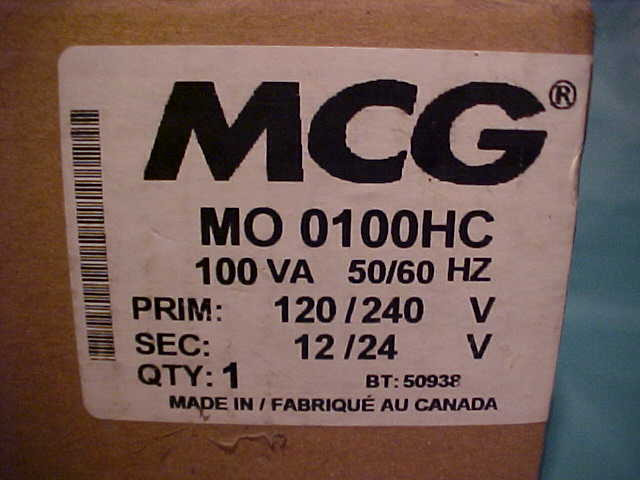 MCG®
MO 0100HC
100 VA 50/60 HZ
PRIM: 120/240 V
SEC: 12/24 V
QTY: 1 BT: 50938
MADE IN / FABRIQUÉ AU CANADA